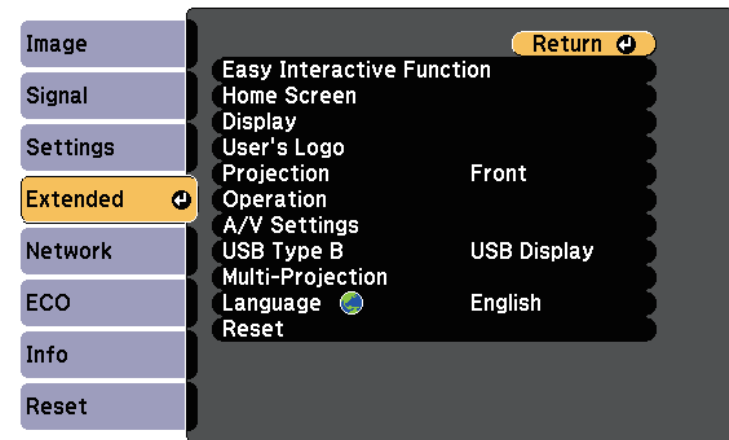 Image
Signal
Settings
Extended
Network
ECO
Info
Reset
Return
Easy Interactive Function
Home Screen
Display
User's Logo
Projection Front
Operation
A/V Settings
USB Type B USB Display
Multi-Projection
Language English
Reset